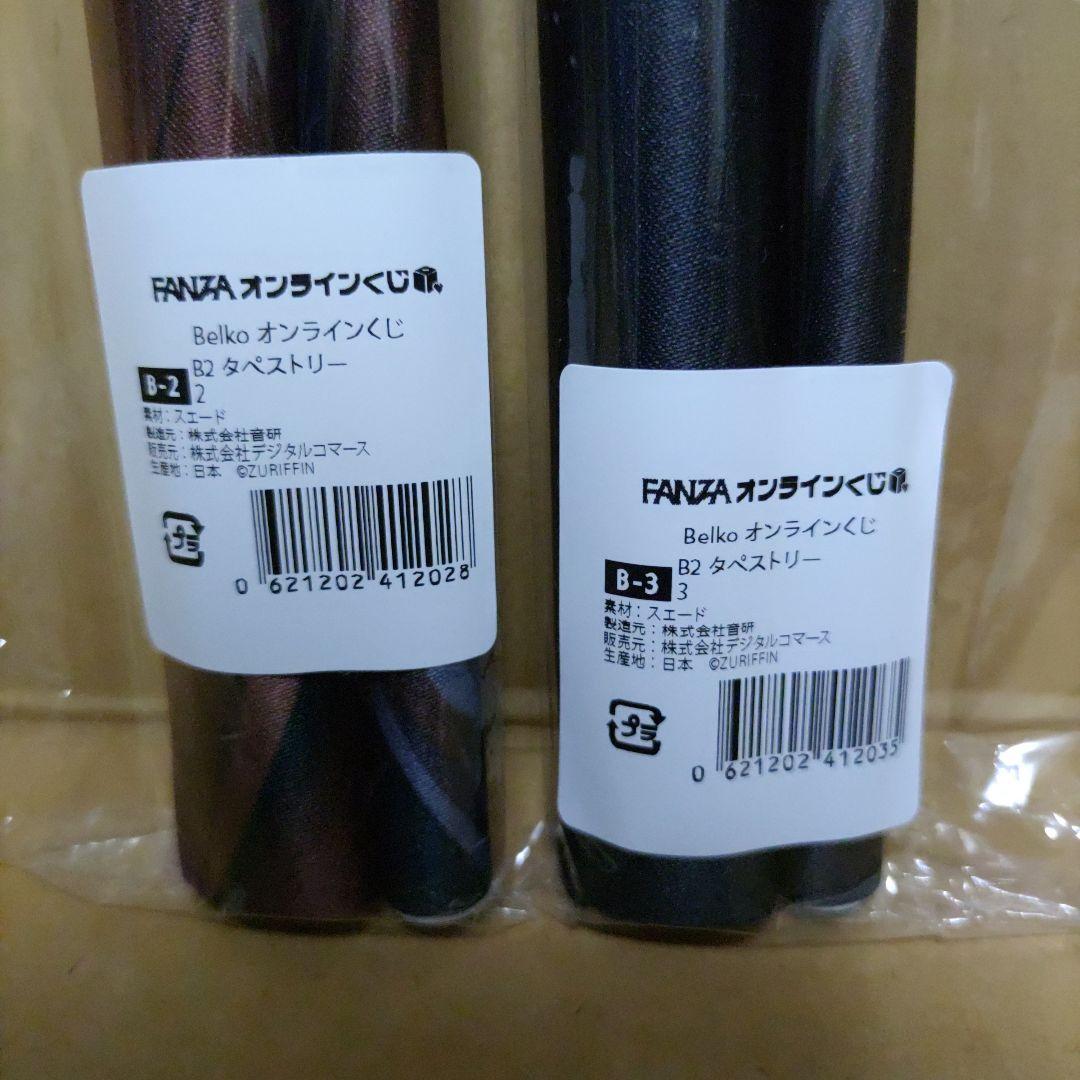 FANZA オンラインくじ
Belko オンラインくじ
B-2 B2 タペストリー
2
素材：スエード
製造元：株式会社音研
販売元：株式会社デジタルコマース
生産地：日本 ©ZURIFFIN
プラ
0 621202 412028
FANZA オンラインくじ
Belko オンラインくじ
B-3 B2 タペストリー
3
素材：スエード
製造元：株式会社音研
販売元：株式会社デジタルコマース
生産地：日本 ©ZURIFFIN
プラ
0 621202 412035